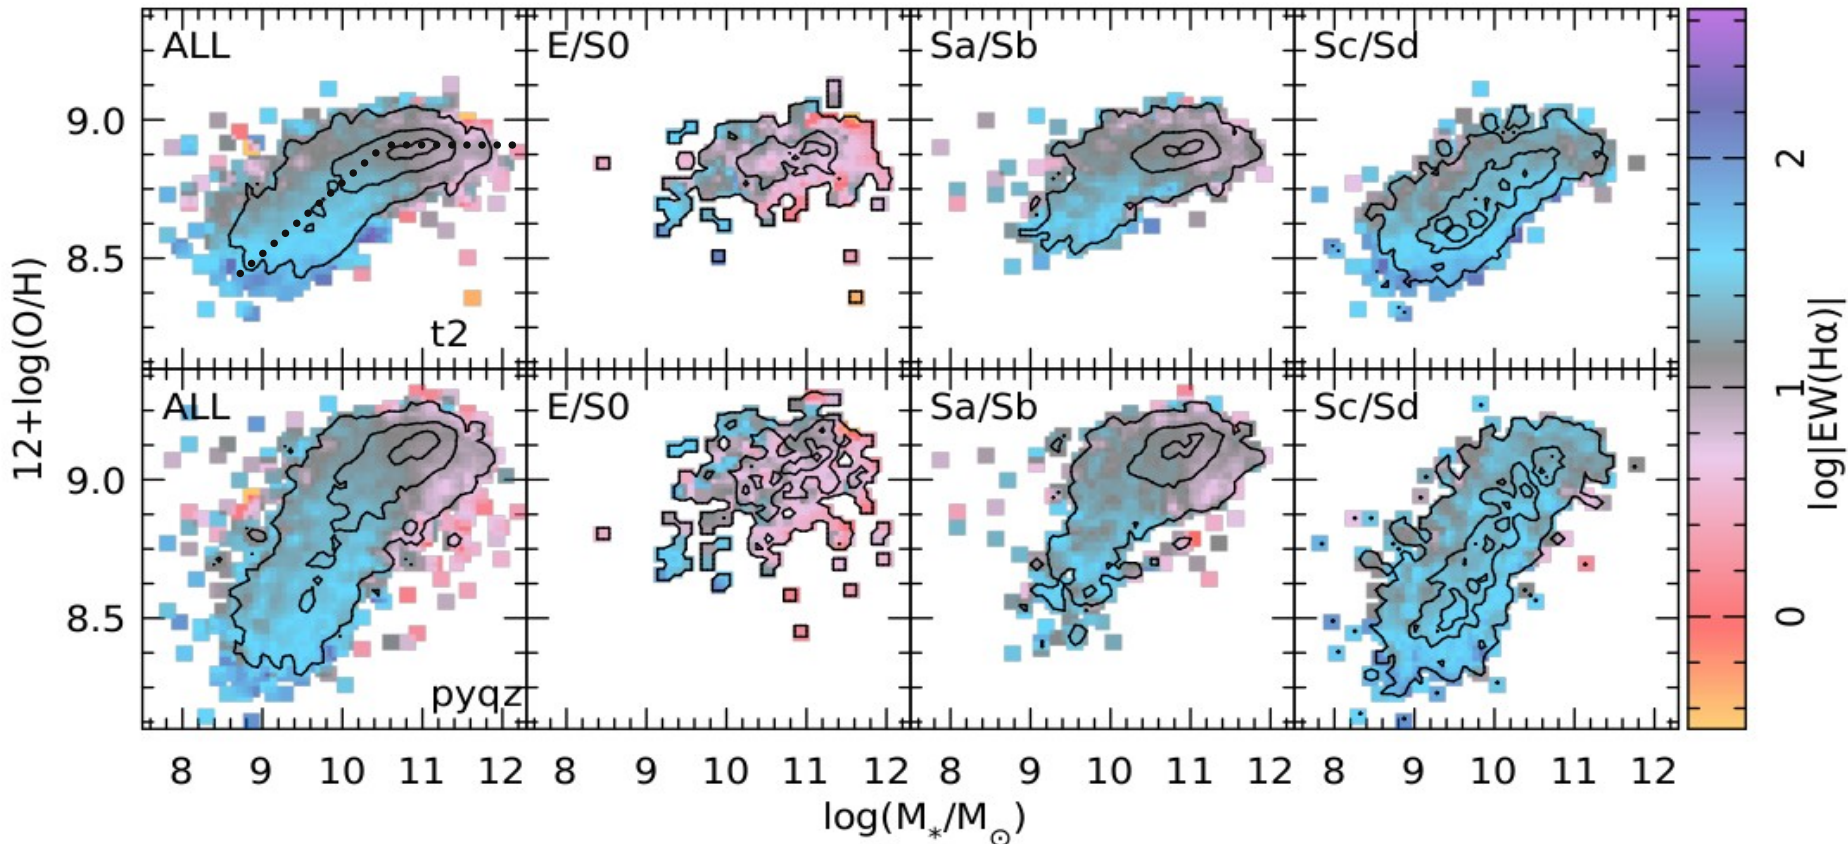 ALL E/S0 Sa/Sb Sc/Sd
9.0
8.5
t2
2
12+log(O/H)
log|EW(Hα)|
1
ALL E/S0 Sa/Sb Sc/Sd
9.0
8.5
0
pyqz
8 9 10 11 12 8 9 10 11 12 8 9 10 11 12 8 9 10 11 12
log(M*/M⊙)